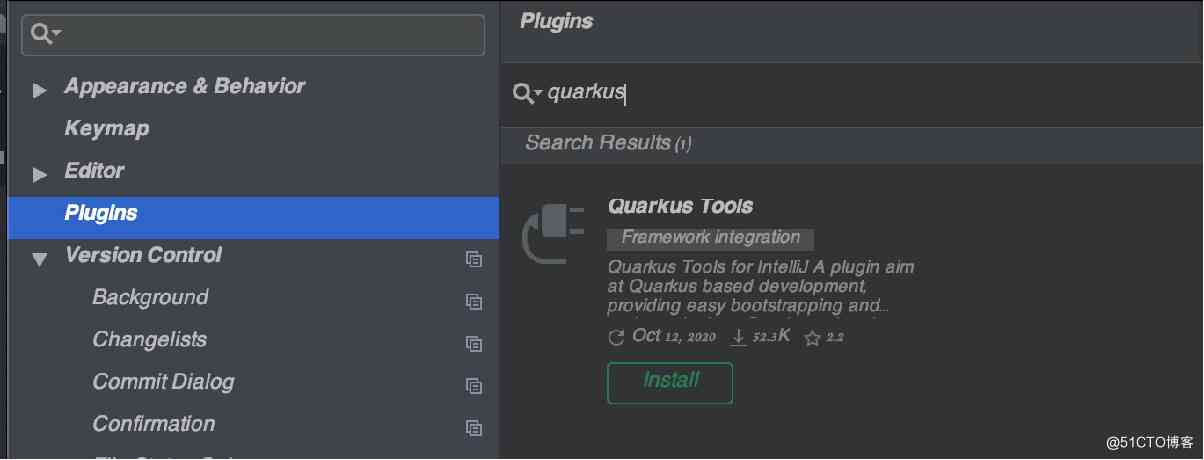 Appearance & Behavior
Keymap
Editor
Plugins
Version Control
Background
Changelists
Commit Dialog
Confirmation
Plugins
quarkus
Search Results (1)
Quarkus Tools
Framework integration
Quarkus Tools for IntelliJ A plugin aim
at Quarkus based development,
providing easy bootstrapping and...
Oct 12, 2020 52.3K 2.2
Install
@51CTO博客